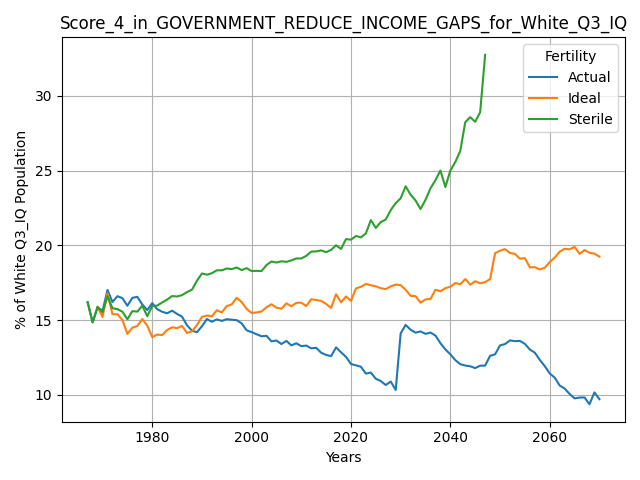 Score_4_in_GOVERNMENT_REDUCE_INCOME_GAPS_for_White_Q3_IQ
Fertility
Actual
Ideal
Sterile
% of White Q3_IQ Population
30
25
20
15
10
1980
2000
2020
2040
2060
Years